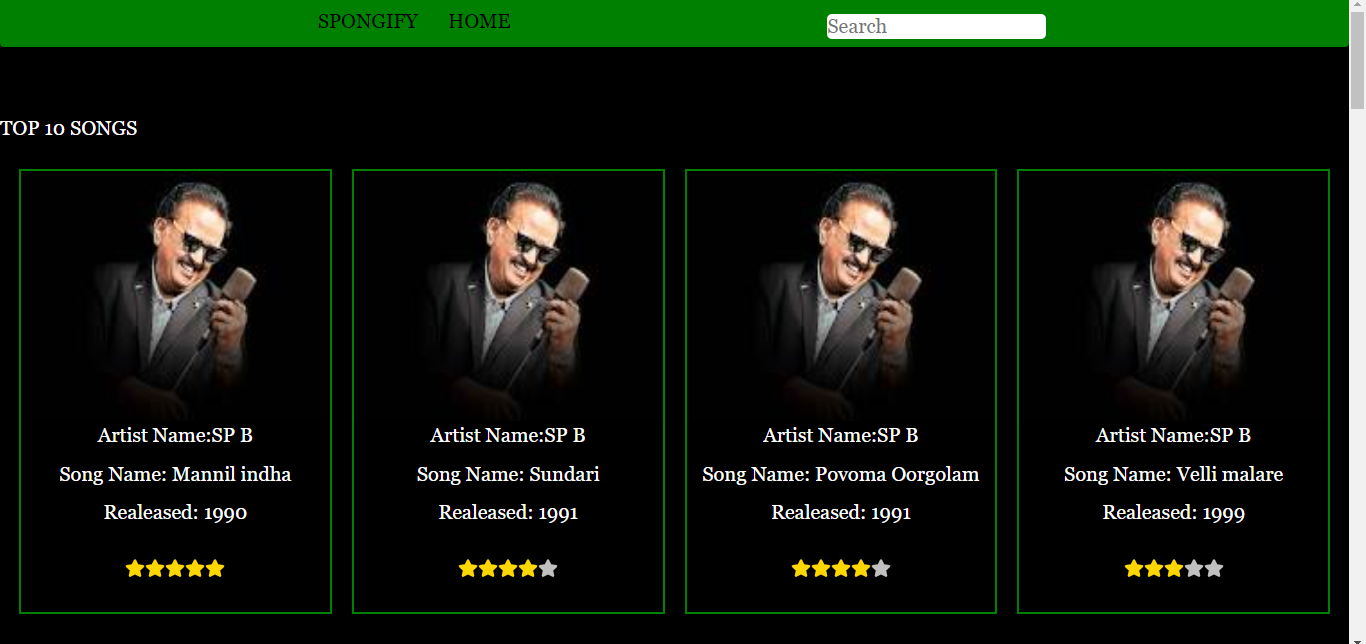 SPONGIFY HOME Search
TOP 10 SONGS
Artist Name:SP B
Song Name: Mannil indha
Realeased: 1990
Artist Name:SP B
Song Name: Sundari
Realeased: 1991
Artist Name:SP B
Song Name: Povoma Oorgolam
Realeased: 1991
Artist Name:SP B
Song Name: Velli malare
Realeased: 1999